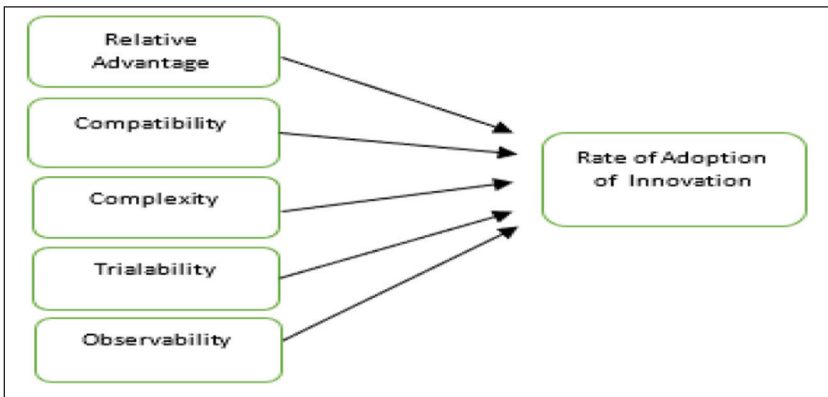 Relative
Advantage
Compatibility
Complexity
Trialability
Observability
Rate of Adoption
of Innovation